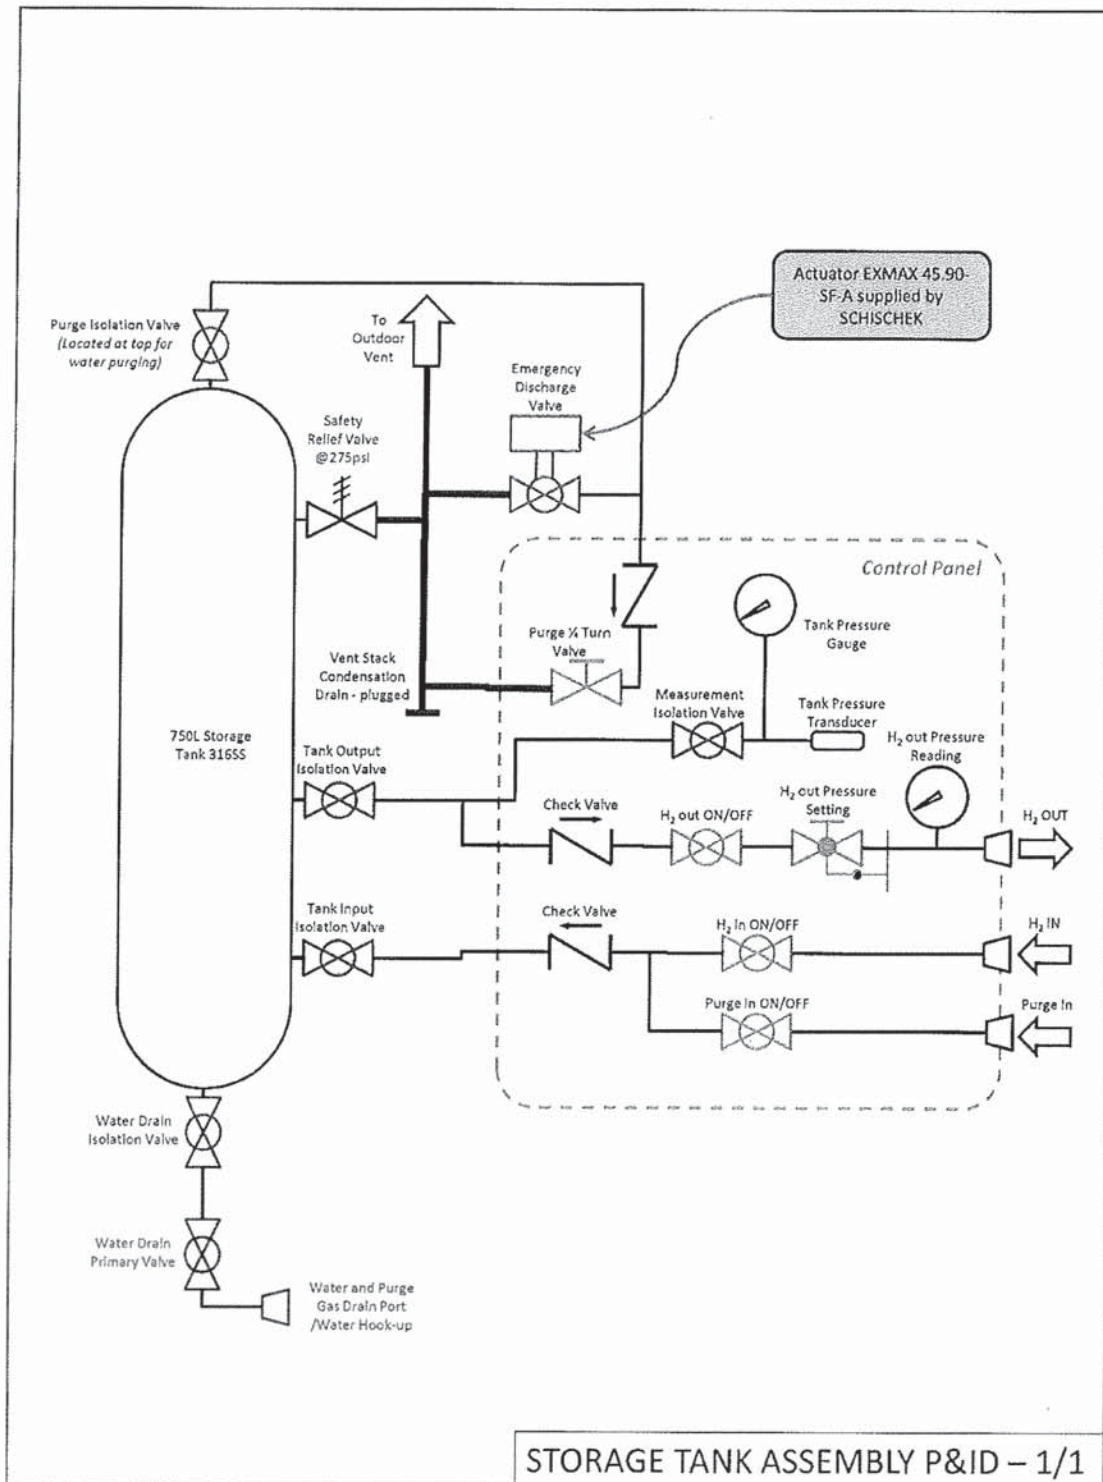 Actuator EXMAX 45.90-
SF-A supplied by
SCHISCHEK
Purge Isolation Valve
(Located at top for
water purging)
To
Outdoor
Vent
Emergency
Discharge
Valve
Safety
Relief Valve
@275psi
Control Panel
Tank Pressure
Gauge
Purge ¼ Turn
Valve
Vent Stack
Condensation
Drain - plugged
Measurement
Isolation Valve
Tank Pressure
Transducer
750L Storage
Tank 316SS
Tank Output
Isolation Valve
H₂ out Pressure
Reading
Check Valve
H₂ out ON/OFF
H₂ out Pressure
Setting
H₂ OUT
Tank Input
Isolation Valve
Check Valve
H₂ In ON/OFF
H₂ IN
Purge In ON/OFF
Purge In
Water Drain
Isolation Valve
Water Drain
Primary Valve
Water and Purge
Gas Drain Port
/Water Hook-up
STORAGE TANK ASSEMBLY P&ID – 1/1